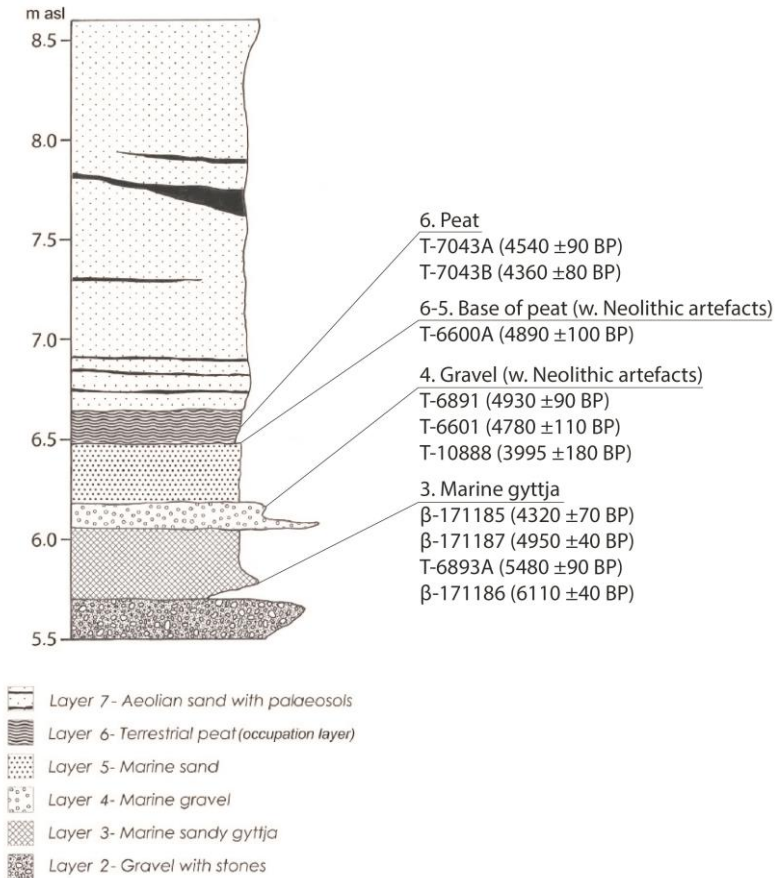 m asl
8.5
8.0
7.5
7.0
6.5
6.0
5.5
6. Peat
T-7043A (4540 ±90 BP)
T-7043B (4360 ±80 BP)
6-5. Base of peat (w. Neolithic artefacts)
T-6600A (4890 ±100 BP)
4. Gravel (w. Neolithic artefacts)
T-6891 (4930 ±90 BP)
T-6601 (4780 ±110 BP)
T-10888 (3995 ±180 BP)
3. Marine gyttja
β-171185 (4320 ±70 BP)
β-171187 (4950 ±40 BP)
T-6893A (5480 ±90 BP)
β-171186 (6110 ±40 BP)
Layer 7- Aeolian sand with palaeosols
Layer 6- Terrestrial peat (occupation layer)
Layer 5- Marine sand
Layer 4- Marine gravel
Layer 3- Marine sandy gyttja
Layer 2- Gravel with stones